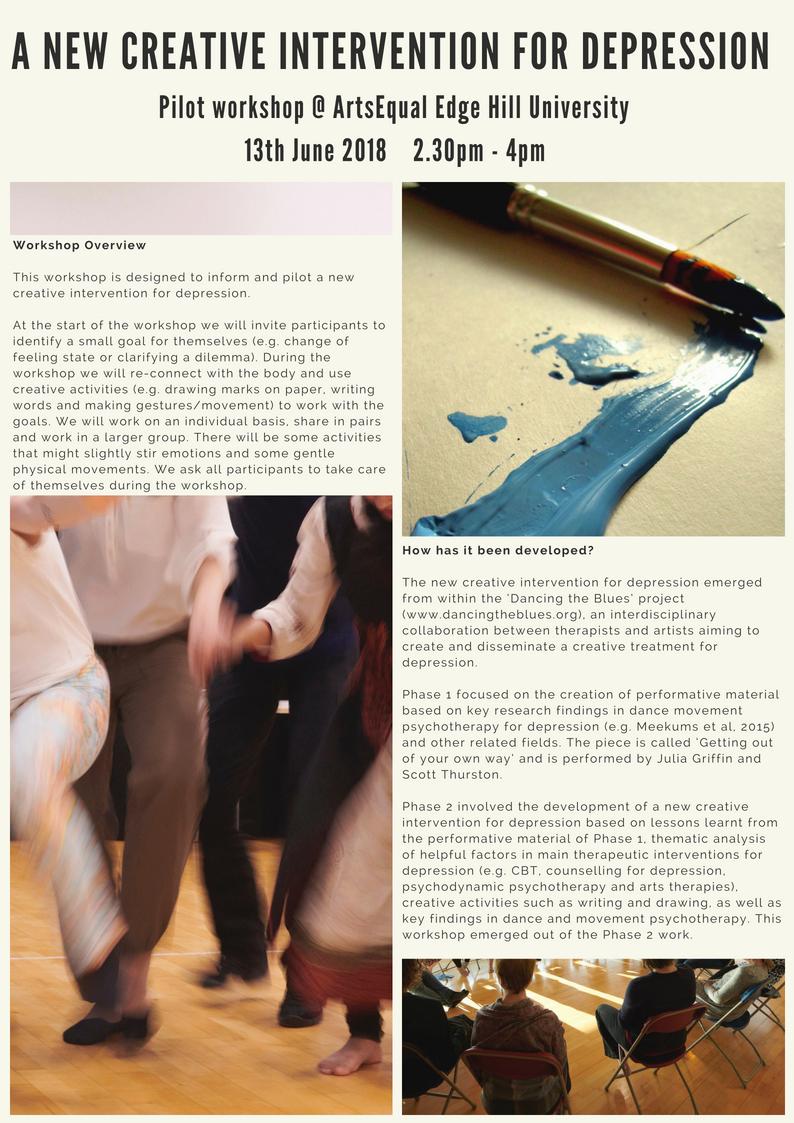 A NEW CREATIVE INTERVENTION FOR DEPRESSION
Pilot workshop @ ArtsEqual Edge Hill University
13th June 2018 2.30pm - 4pm
Workshop Overview
This workshop is designed to inform and pilot a new
creative intervention for depression.
At the start of the workshop we will invite participants to
identify a small goal for themselves (e.g. change of
feeling state or clarifying a dilemma). During the
workshop we will re-connect with the body and use
creative activities (e.g. drawing marks on paper, writing
words and making gestures/movement) to work with the
goals. We will work on an individual basis, share in pairs
and work in a larger group. There will be some activities
that might slightly stir emotions and some gentle
physical movements. We ask all participants to take care
of themselves during the workshop.
How has it been developed?
The new creative intervention for depression emerged
from within the 'Dancing the Blues' project
(www.dancingtheblues.org), an interdisciplinary
collaboration between therapists and artists aiming to
create and disseminate a creative treatment for
depression.
Phase 1 focused on the creation of performative material
based on key research findings in dance movement
psychotherapy for depression (e.g. Meekums et al, 2015)
and other related fields. The piece is called 'Getting out
of your own way' and is performed by Julia Griffin and
Scott Thurston.
Phase 2 involved the development of a new creative
intervention for depression based on lessons learnt from
the performative material of Phase 1, thematic analysis
of helpful factors in main therapeutic interventions for
depression (e.g. CBT, counselling for depression,
psychodynamic psychotherapy and arts therapies),
creative activities such as writing and drawing, as well as
key findings in dance and movement psychotherapy. This
workshop emerged out of the Phase 2 work.